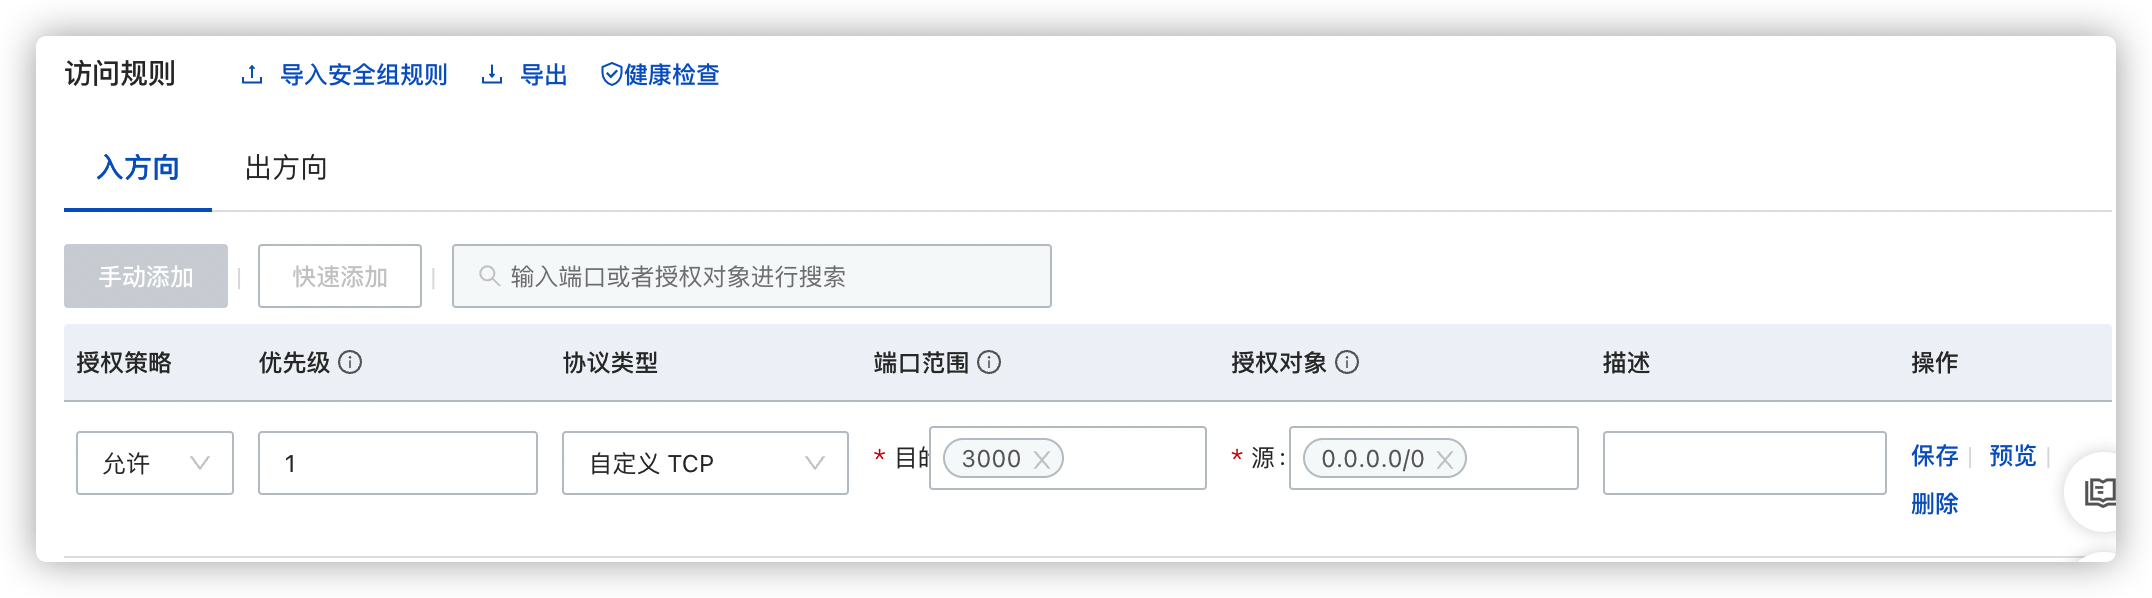 访问规则 导入安全组规则 导出 健康检查
入方向 出方向
手动添加 快速添加 输入端口或者授权对象进行搜索
授权策略 优先级 协议类型 端口范围 授权对象 描述 操作
允许 1 自定义 TCP * 目的 3000 * 源: 0.0.0.0/0 保存 预览
删除